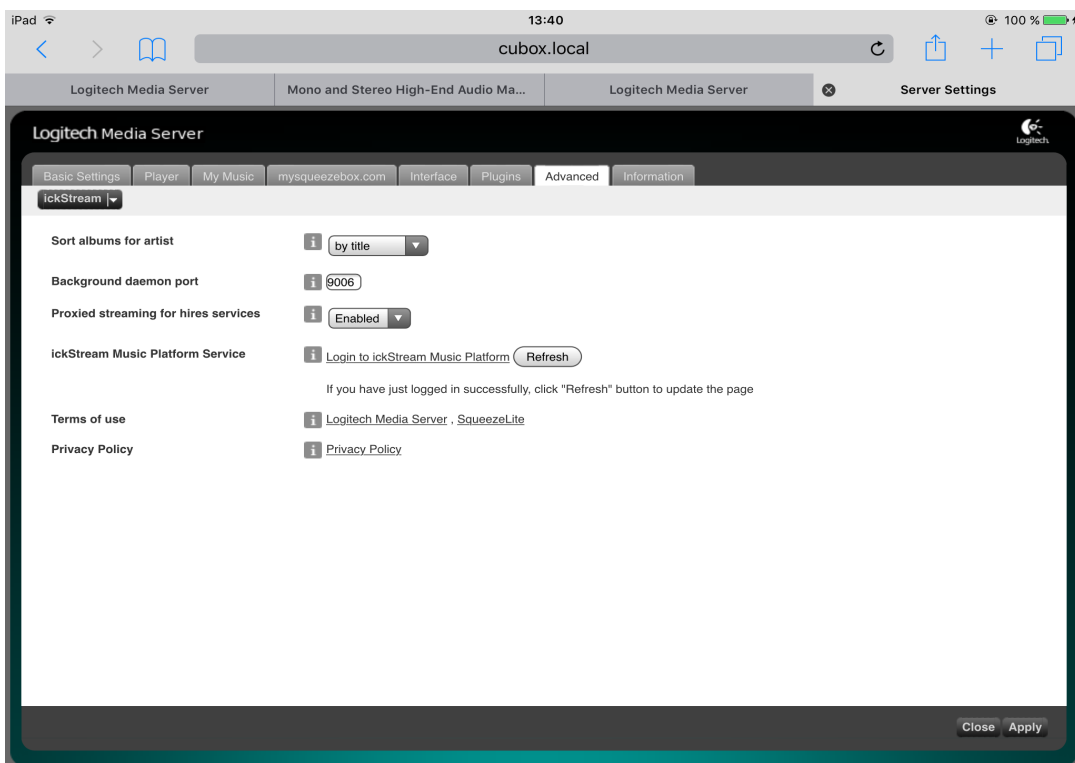 iPad 13:40 100 %
cubox.local
Logitech Media Server Mono and Stereo High-End Audio Ma... Logitech Media Server Server Settings
Logitech Media Server Logitech
Basic Settings Player My Music mysqueezebox.com Interface Plugins Advanced Information
ickStream
Sort albums for artist i by title
Background daemon port i 9006
Proxied streaming for hires services i Enabled
ickStream Music Platform Service i Login to ickStream Music Platform Refresh
If you have just logged in successfully, click "Refresh" button to update the page
Terms of use i Logitech Media Server , SqueezeLite
Privacy Policy i Privacy Policy
Close Apply